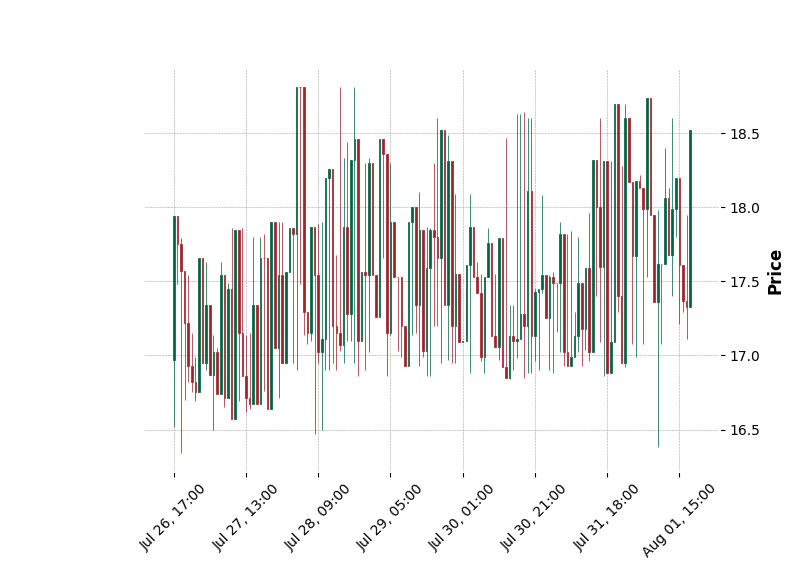 18.5
18.0
17.5
17.0
16.5
Price
Jul 26, 17:00
Jul 27, 13:00
Jul 28, 09:00
Jul 29, 05:00
Jul 30, 01:00
Jul 30, 21:00
Jul 31, 18:00
Aug 01, 15:00